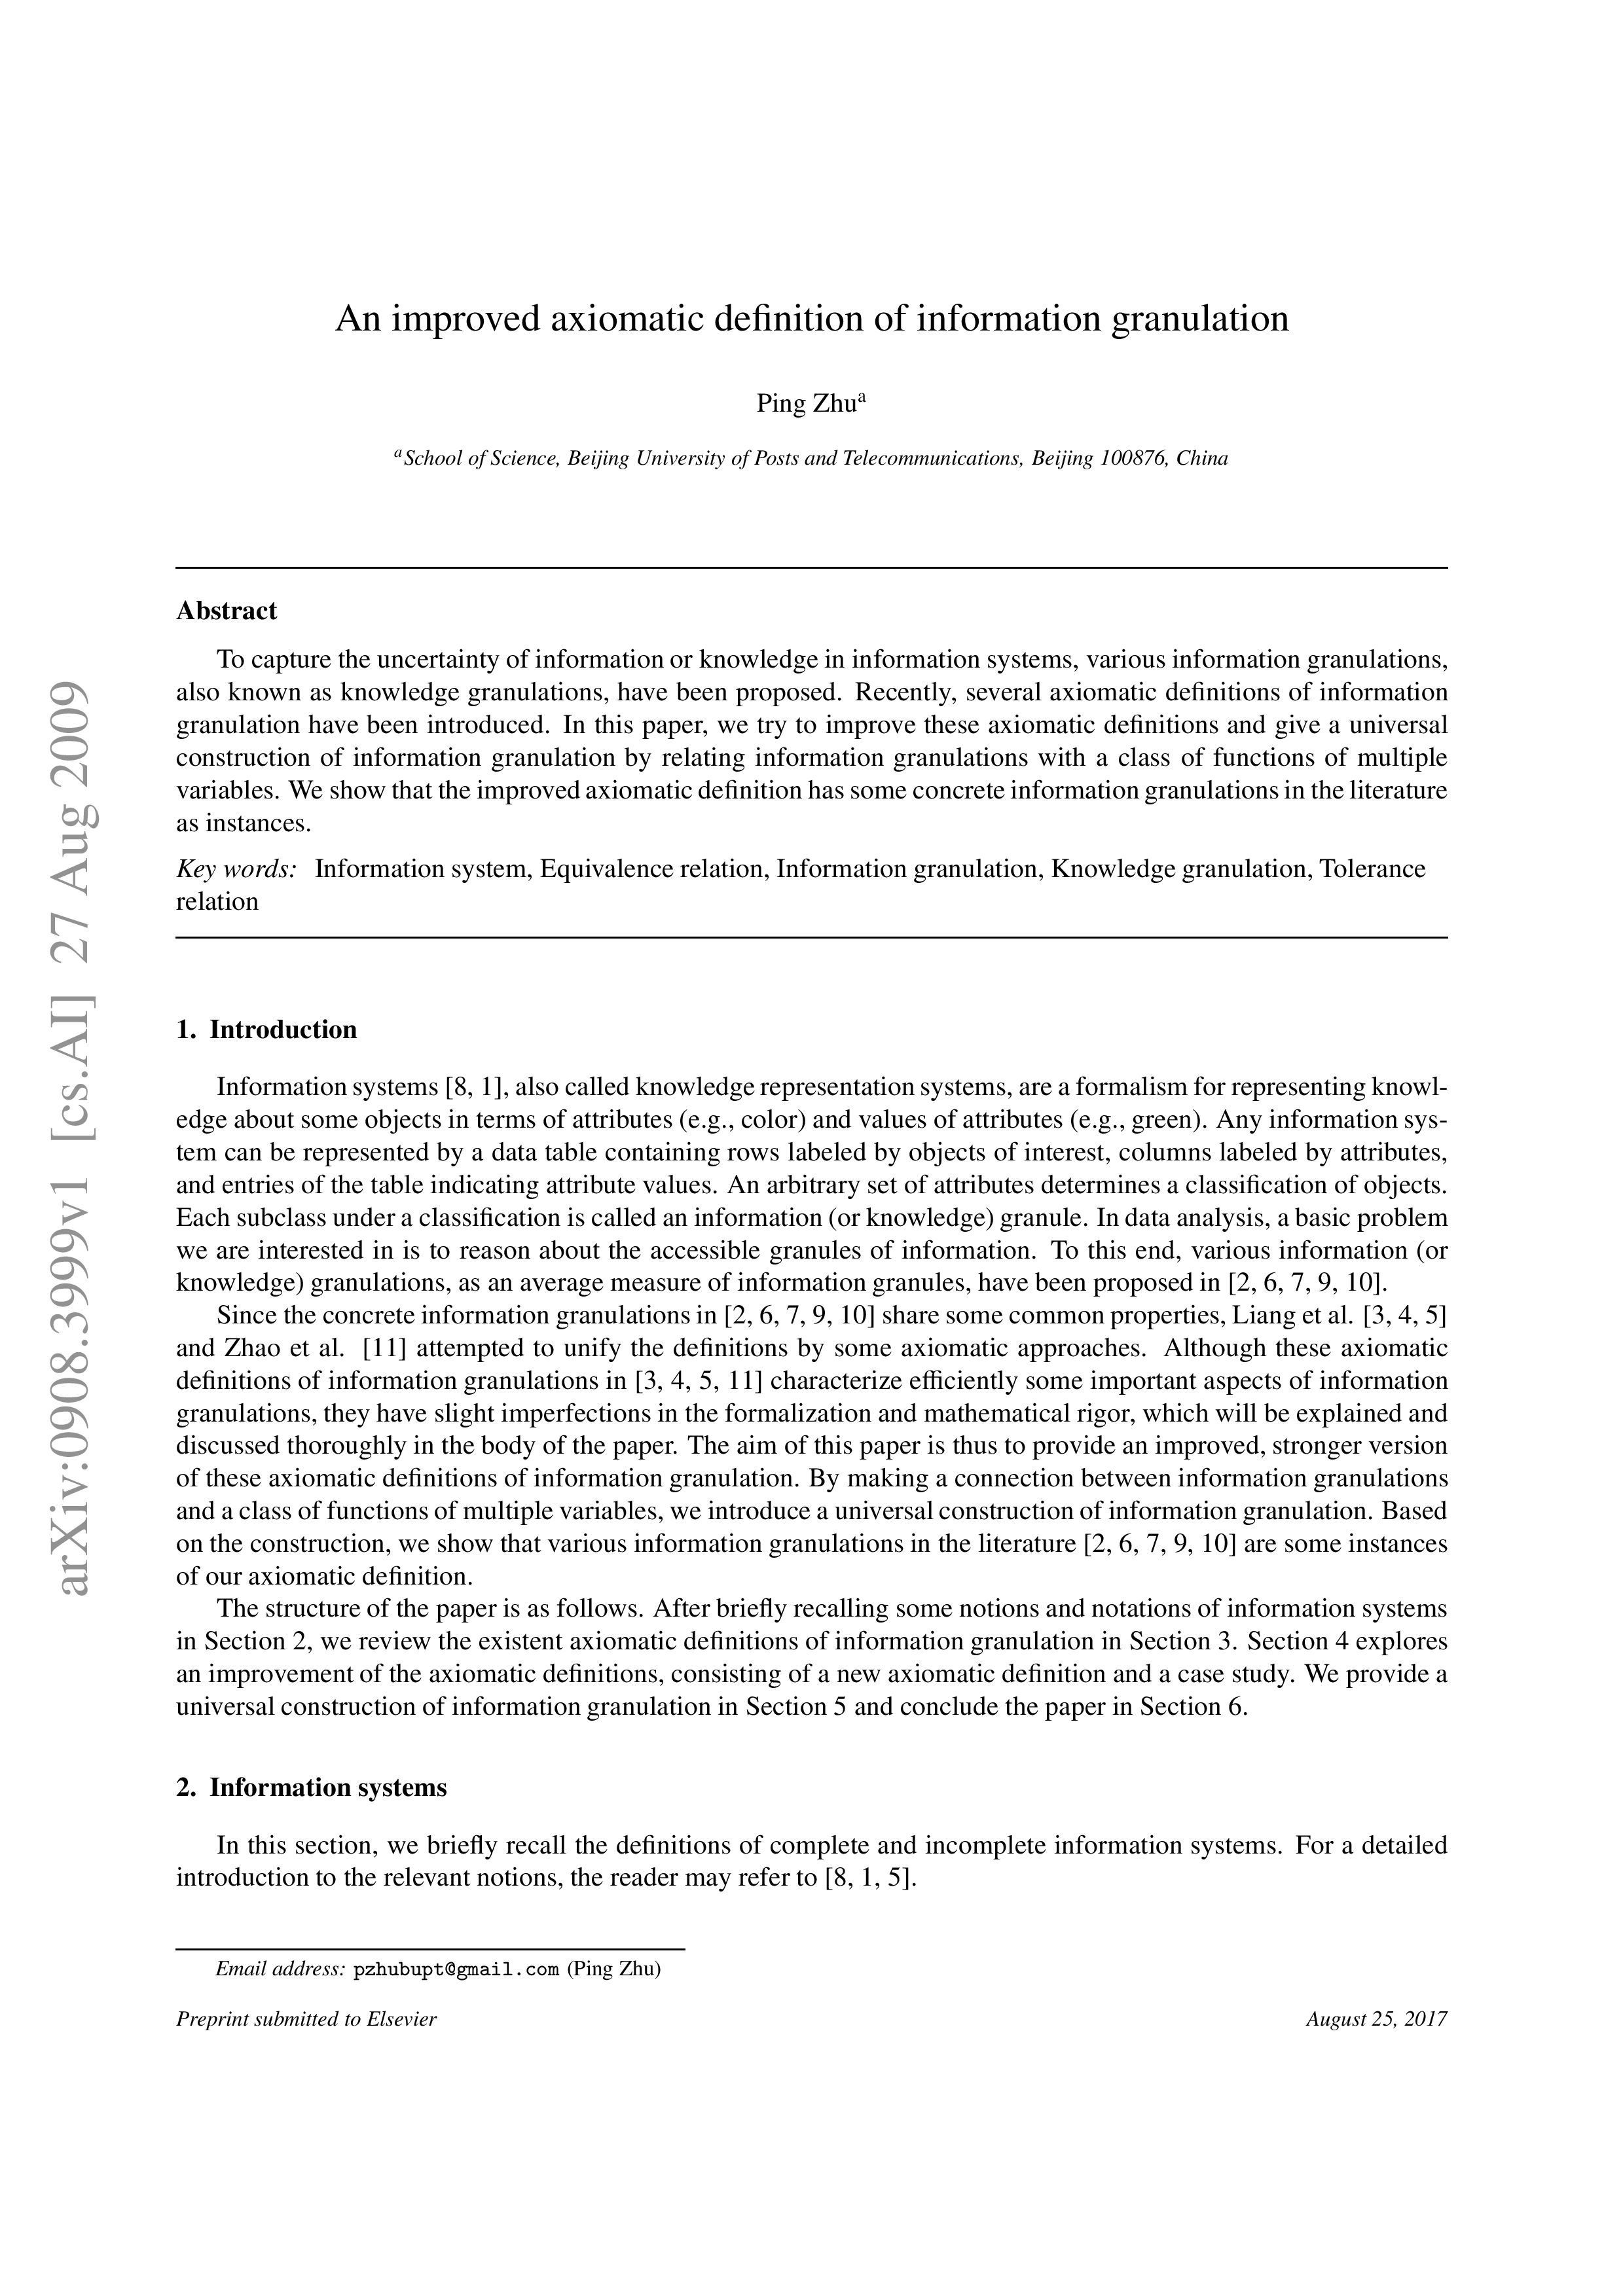 An improved axiomatic definition of information granulation
Ping Zhuᵃ
ᵃSchool of Science, Beijing University of Posts and Telecommunications, Beijing 100876, China
Abstract
To capture the uncertainty of information or knowledge in information systems, various information granulations,
also known as knowledge granulations, have been proposed. Recently, several axiomatic definitions of information
granulation have been introduced. In this paper, we try to improve these axiomatic definitions and give a universal
construction of information granulation by relating information granulations with a class of functions of multiple
variables. We show that the improved axiomatic definition has some concrete information granulations in the literature
as instances.
Key words: Information system, Equivalence relation, Information granulation, Knowledge granulation, Tolerance
relation
1. Introduction
Information systems [8, 1], also called knowledge representation systems, are a formalism for representing knowl-
edge about some objects in terms of attributes (e.g., color) and values of attributes (e.g., green). Any information sys-
tem can be represented by a data table containing rows labeled by objects of interest, columns labeled by attributes,
and entries of the table indicating attribute values. An arbitrary set of attributes determines a classification of objects.
Each subclass under a classification is called an information (or knowledge) granule. In data analysis, a basic problem
we are interested in is to reason about the accessible granules of information. To this end, various information (or
knowledge) granulations, as an average measure of information granules, have been proposed in [2, 6, 7, 9, 10].
Since the concrete information granulations in [2, 6, 7, 9, 10] share some common properties, Liang et al. [3, 4, 5]
and Zhao et al. [11] attempted to unify the definitions by some axiomatic approaches. Although these axiomatic
definitions of information granulations in [3, 4, 5, 11] characterize efficiently some important aspects of information
granulations, they have slight imperfections in the formalization and mathematical rigor, which will be explained and
discussed thoroughly in the body of the paper. The aim of this paper is thus to provide an improved, stronger version
of these axiomatic definitions of information granulation. By making a connection between information granulations
and a class of functions of multiple variables, we introduce a universal construction of information granulation. Based
on the construction, we show that various information granulations in the literature [2, 6, 7, 9, 10] are some instances
of our axiomatic definition.
The structure of the paper is as follows. After briefly recalling some notions and notations of information systems
in Section 2, we review the existent axiomatic definitions of information granulation in Section 3. Section 4 explores
an improvement of the axiomatic definitions, consisting of a new axiomatic definition and a case study. We provide a
universal construction of information granulation in Section 5 and conclude the paper in Section 6.
2. Information systems
In this section, we briefly recall the definitions of complete and incomplete information systems. For a detailed
introduction to the relevant notions, the reader may refer to [8, 1, 5].
Email address: pzhubupt@gmail.com (Ping Zhu)
Preprint submitted to Elsevier August 25, 2017
arXiv:0908.3999v1 [cs.AI] 27 Aug 2009